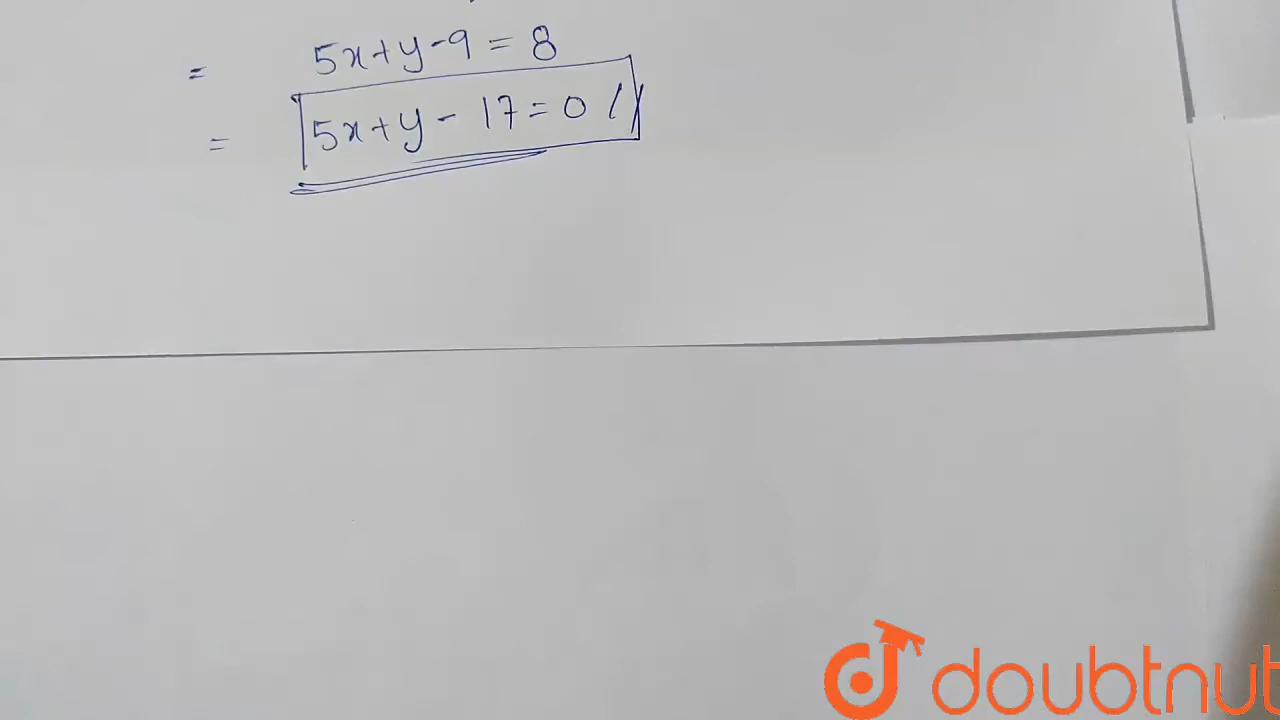 = 5x+y-9 = 8
= 5x+y-17=0 //
doubtnut